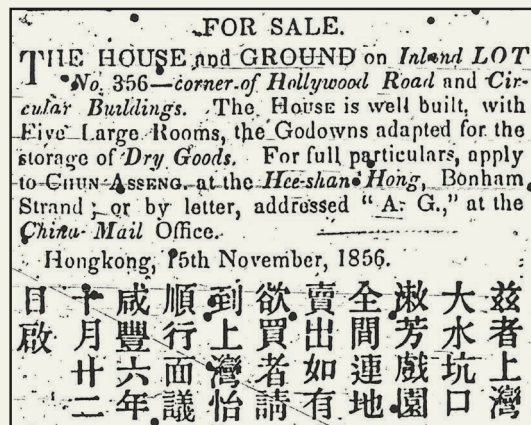 FOR SALE.
THE HOUSE and GROUND on Inland LOT
No. 356—corner of Hollywood Road and Cir-
cular Buildings. The HOUSE is well built, with
Five Large Rooms, the Godowns adapted for the
storage of Dry Goods. For full particulars, apply
to CHUN ASSENG, at the Hee-shan Hong, Bonham
Strand; or by letter, addressed "A. G.," at the
China Mail Office.
Hongkong, 15th November, 1856.
兹者上灣
大水坑口
漱芳戲園
全間連地
賣出如有
欲買者請
到上灣怡
順行面議
咸豐六年
十月廿二
日啟